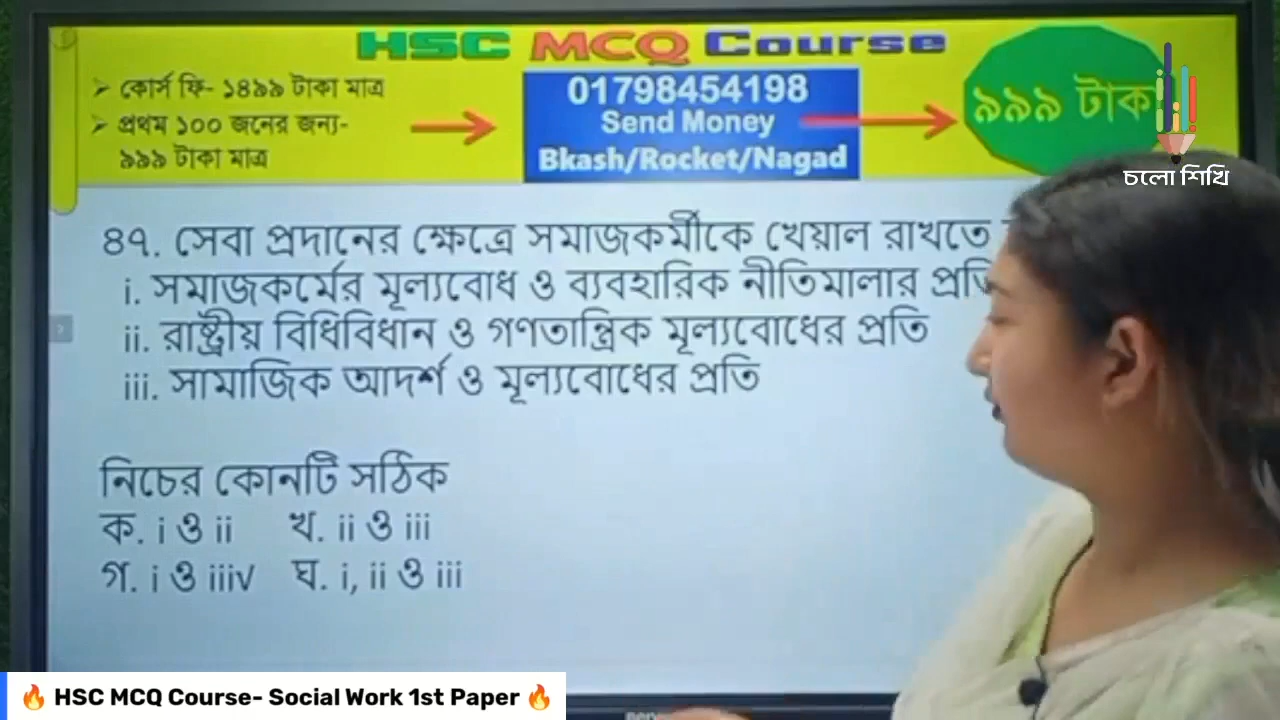 HSC MCQ Course
➢ কোর্স ফি- ১৪৯৯ টাকা মাত্র
➢ প্রথম ১০০ জনের জন্য-
৯৯৯ টাকা মাত্র
01798454198
Send Money
Bkash/Rocket/Nagad
৯৯৯ টাক
চলো শিখি
৪৭. সেবা প্রদানের ক্ষেত্রে সমাজকর্মীকে খেয়াল রাখতে
i. সমাজকর্মের মূল্যবোধ ও ব্যবহারিক নীতিমালার প্রতি
ii. রাষ্ট্রীয় বিধিবিধান ও গণতান্ত্রিক মূল্যবোধের প্রতি
iii. সামাজিক আদর্শ ও মূল্যবোধের প্রতি
নিচের কোনটি সঠিক
ক. i ও ii খ. ii ও iii
গ. i ও iii√ ঘ. i, ii ও iii
🔥 HSC MCQ Course- Social Work 1st Paper 🔥